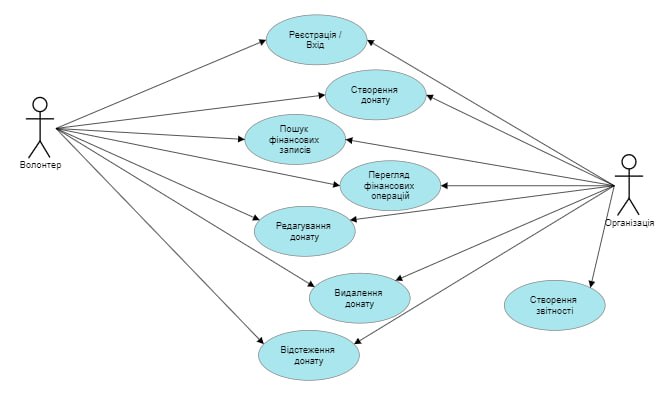 Реєстрація /
Вхід
Створення
донату
Пошук
фінансових
записів
Волонтер
Перегляд
фінансових
операцій
Організація
Редагування
донату
Видалення
донату
Створення
звітності
Відстеження
донату